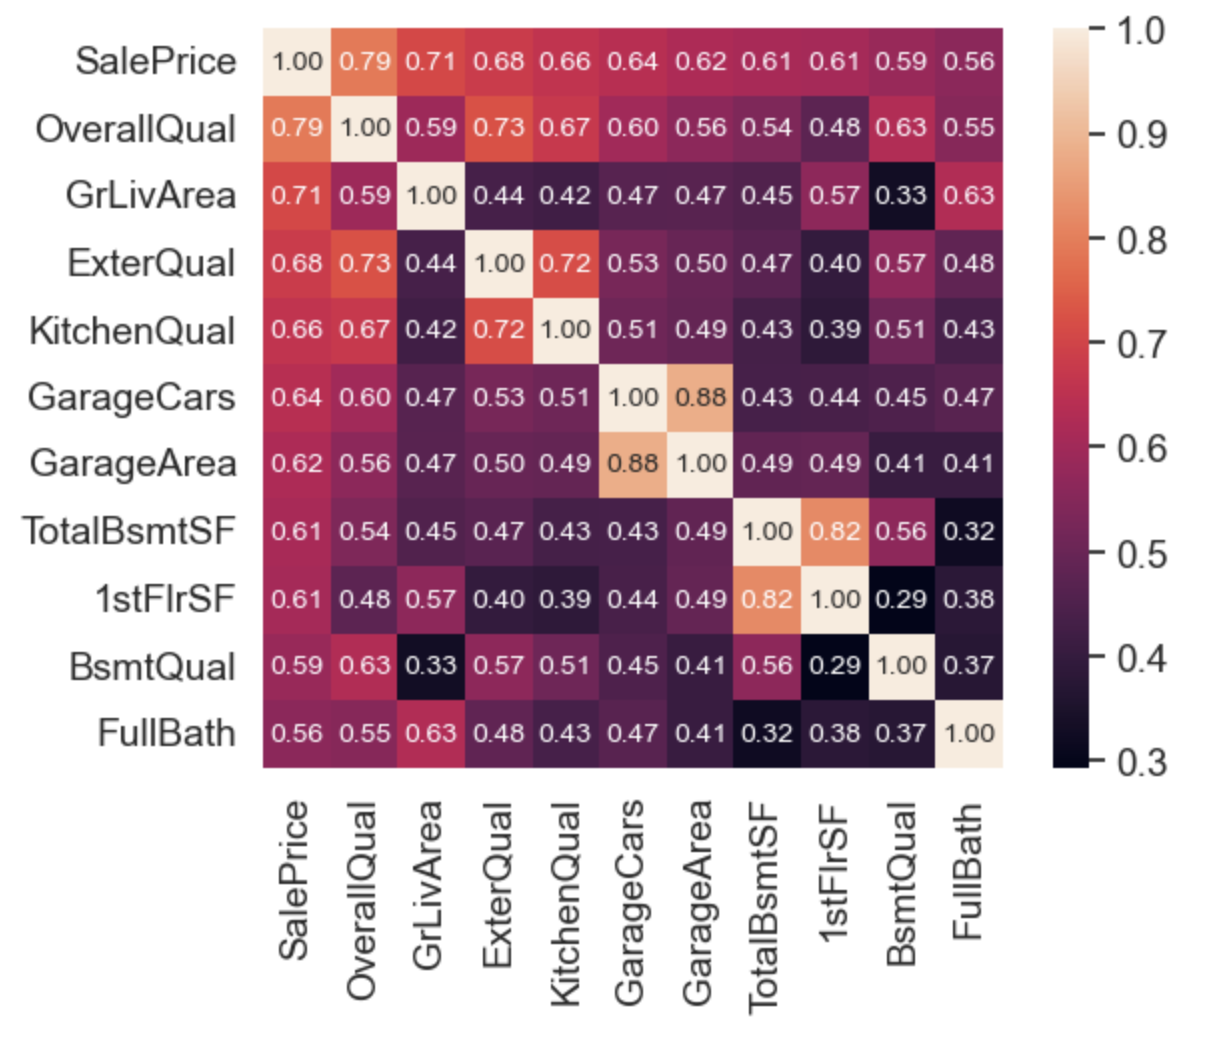 SalePrice 1.00 0.79 0.71 0.68 0.66 0.64 0.62 0.61 0.61 0.59 0.56
OverallQual 0.79 1.00 0.59 0.73 0.67 0.60 0.56 0.54 0.48 0.63 0.55
GrLivArea 0.71 0.59 1.00 0.44 0.42 0.47 0.47 0.45 0.57 0.33 0.63
ExterQual 0.68 0.73 0.44 1.00 0.72 0.53 0.50 0.47 0.40 0.57 0.48
KitchenQual 0.66 0.67 0.42 0.72 1.00 0.51 0.49 0.43 0.39 0.51 0.43
GarageCars 0.64 0.60 0.47 0.53 0.51 1.00 0.88 0.43 0.44 0.45 0.47
GarageArea 0.62 0.56 0.47 0.50 0.49 0.88 1.00 0.49 0.49 0.41 0.41
TotalBsmtSF 0.61 0.54 0.45 0.47 0.43 0.43 0.49 1.00 0.82 0.56 0.32
1stFlrSF 0.61 0.48 0.57 0.40 0.39 0.44 0.49 0.82 1.00 0.29 0.38
BsmtQual 0.59 0.63 0.33 0.57 0.51 0.45 0.41 0.56 0.29 1.00 0.37
FullBath 0.56 0.55 0.63 0.48 0.43 0.47 0.41 0.32 0.38 0.37 1.00
SalePrice
OverallQual
GrLivArea
ExterQual
KitchenQual
GarageCars
GarageArea
TotalBsmtSF
1stFlrSF
BsmtQual
FullBath
1.0
0.9
0.8
0.7
0.6
0.5
0.4
0.3